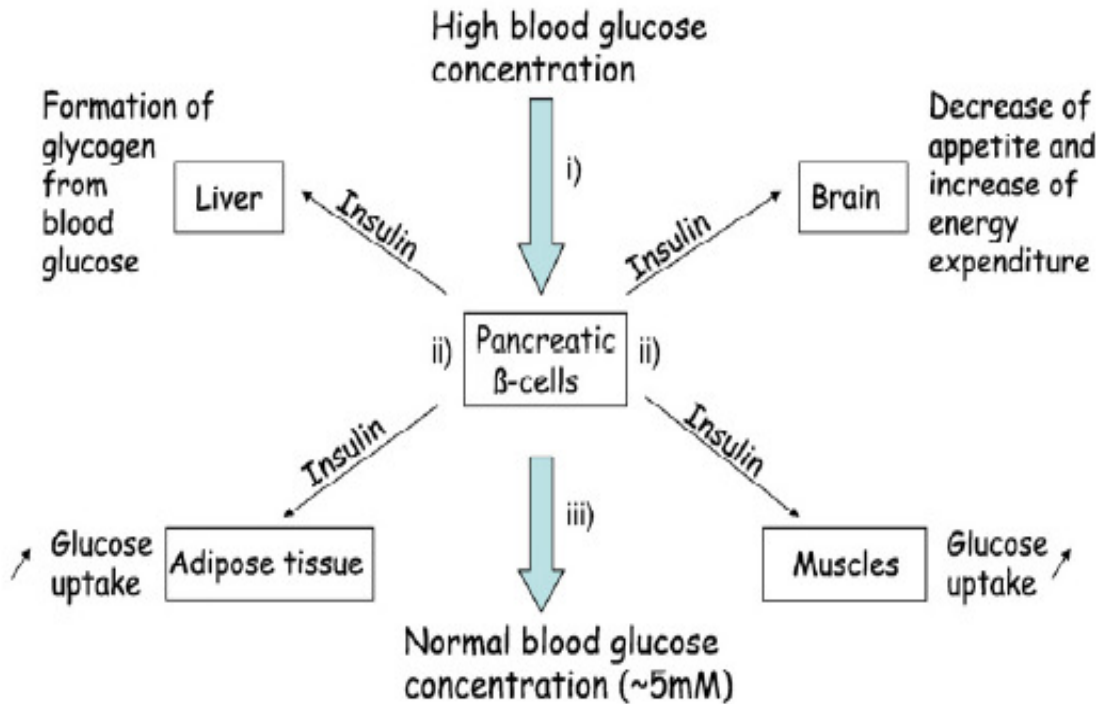 High blood glucose
concentration
Formation of
glycogen
from
blood
glucose
Liver
Insulin
i)
Insulin
Brain
Decrease of
appetite and
increase of
energy
expenditure
ii)
Pancreatic
ß-cells
ii)
Insulin
Insulin
iii)
Glucose
uptake
Adipose tissue
Muscles
Glucose
uptake
Normal blood glucose
concentration (~5mM)